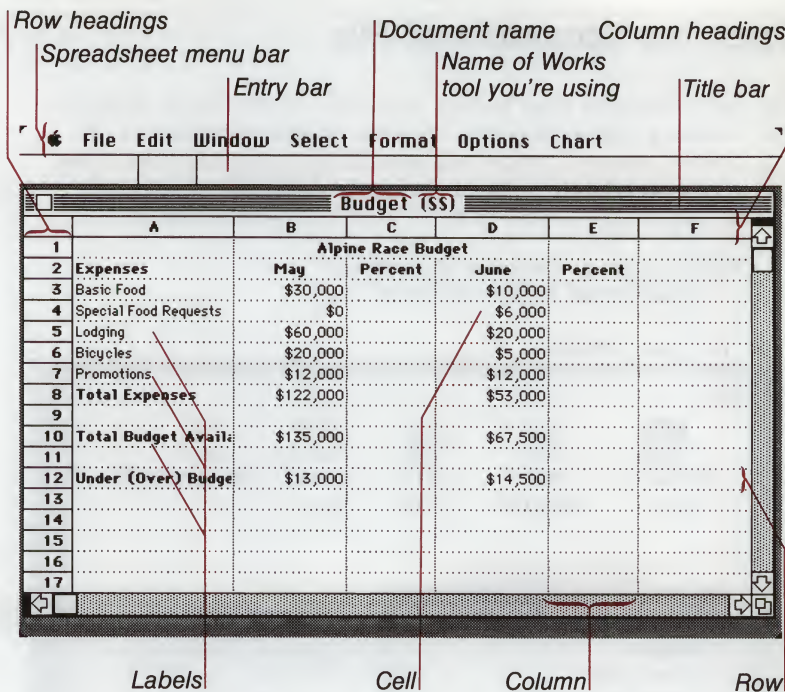 Row headings
Document name Column headings
Spreadsheet menu bar
Name of Works
tool you're using
Entry bar
Title bar
File Edit Window Select Format Options Chart
Budget (SS)
A B C D E F
1 Alpine Race Budget
2 Expenses May Percent June Percent
3 Basic Food $30,000 $10,000
4 Special Food Requests $0 $6,000
5 Lodging $60,000 $20,000
6 Bicycles $20,000 $5,000
7 Promotions $12,000 $12,000
8 Total Expenses $122,000 $53,000
9
10 Total Budget Availa $135,000 $67,500
11
12 Under (Over) Budge $13,000 $14,500
13
14
15
16
17
Labels Cell Column Row